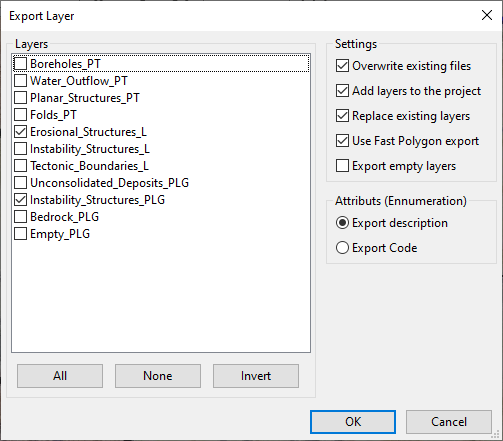 Export Layer
Layers
Boreholes_PT
Water_Outflow_PT
Planar_Structures_PT
Folds_PT
Erosional_Structures_L
Instability_Structures_L
Tectonic_Boundaries_L
Unconsolidated_Deposits_PLG
Instability_Structures_PLG
Bedrock_PLG
Empty_PLG
All
None
Invert
Settings
Overwrite existing files
Add layers to the project
Replace existing layers
Use Fast Polygon export
Export empty layers
Attributs (Ennumeration)
Export description
Export Code
OK
Cancel